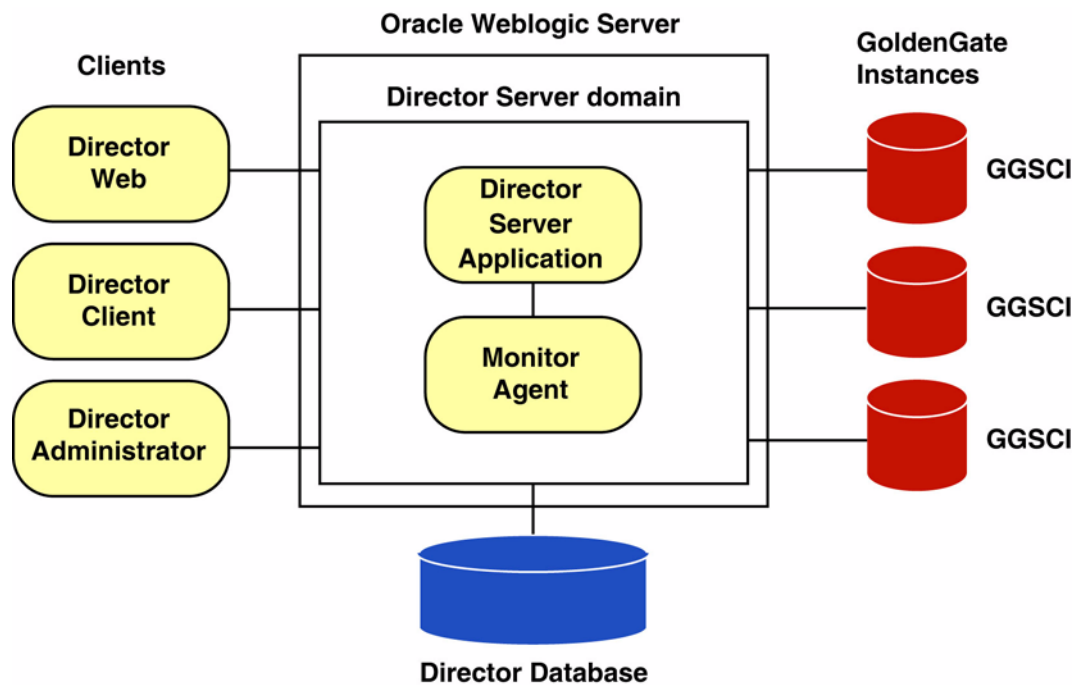 Oracle Weblogic Server
Clients
GoldenGate
Instances
Director Server domain
Director
Web
Director
Client
Director
Administrator
Director
Server
Application
Monitor
Agent
GGSCI
GGSCI
GGSCI
Director Database